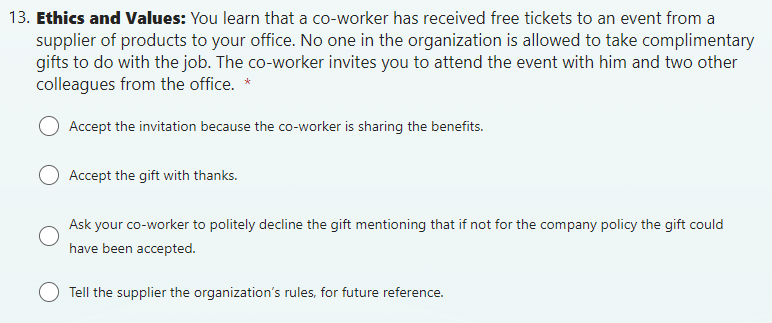 13. Ethics and Values: You learn that a co-worker has received free tickets to an event from a
supplier of products to your office. No one in the organization is allowed to take complimentary
gifts to do with the job. The co-worker invites you to attend the event with him and two other
colleagues from the office. *
Accept the invitation because the co-worker is sharing the benefits.
Accept the gift with thanks.
Ask your co-worker to politely decline the gift mentioning that if not for the company policy the gift could
have been accepted.
Tell the supplier the organization's rules, for future reference.